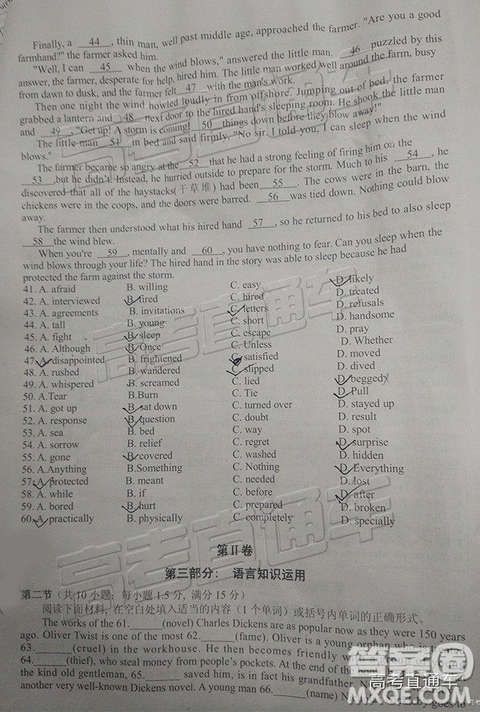 Finally, a 44 , thin man, well past middle age, approached the farmer. "Are you a good
farmhand?" the farmer asked him.
"Well, I can 45 when the wind blows," answered the little man. 46 puzzled by this
answer, the farmer, desperate for help, hired him. The little man worked well around the farm, busy
from dawn to dusk, and the farmer felt 47 with the man's work.
Then one night the wind howled loudly in from offshore. Jumping out of bed, the farmer
grabbed a lantern and 48 next door to the hired hand's sleeping room. He shook the little man
and 49 , "Get up! A storm is coming! 50 things down before they blow away!"
The little man 51 in bed and said firmly, "No sir. I told you, I can sleep when the wind
blows."
The farmer became so angry at the 52 that he had a strong feeling of firing him on the
53 ,but he didn't. Instead, he hurried outside to prepare for the storm. Much to his 54 , he
discovered that all of the haystacks(干草堆) had been 55 . The cows were in the barn, the
chickens were in the coops, and the doors were barred. 56 was tied down. Nothing could blow
away.
The farmer then understood what his hired hand 57 , so he returned to his bed to also sleep
58 the wind blew.
When you're 59 , mentally and 60 , you have nothing to fear. Can you sleep when the
wind blows through your life? The hired hand in the story was able to sleep because he had
protected the farm against the storm.
41. A. afraid B. willing C. easy D. likely
42. A. interviewed B. fired C. hired D. treated
43. A. agreements B. invitations C. letters D. refusals
44. A. tall B. young C. short D. handsome
45. A. fight B. sleep C. escape D. pray
46. A. Although B. Once C. Unless D. Whether
47. A. disappointed B. frightened C. satisfied D. moved
48. A. rushed B. wandered C. slipped D. dived
49. A. whispered B. screamed C. lied D. begged
50. A.Tear B.Burn C. Tie D. Pull
51. A. got up B. sat down C. turned over D. stayed up
52. A. response B. question C. doubt D. result
53. A. sea B. bed C. way D. spot
54. A. sorrow B. relief C. regret D. surprise
55. A. gone B. covered C. washed D. hidden
56. A.Anything B.Something C. Nothing D. Everything
57. A. protected B. meant C. needed D. lost
58. A. while B. if C. before D. after
59. A. bored B. hurt C. prepared D. broken
60. A. practically B. physically C. completely D. specially
第Ⅱ卷
第三部分：语言知识运用
第二节（共10小题，每小题1.5分，满分15分）
阅读下面材料，在空白处填入适当的内容（1个单词）或括号内单词的正确形式。
The works of the 61. (novel) Charles Dickens are as popular now as they were 150 years
ago. Oliver Twist is one of the most 62. (fame). Oliver is a young orphan who is
63. (cruel) in the workhouse. He then becomes friendly with
64. (thief), who steal money from people's pockets. At the end of the
the kind old gentleman, 65. saved him, is in fact his grandfather.
another very well-known Dickens novel. A young man 66. (name)
高考直通车
答案圈